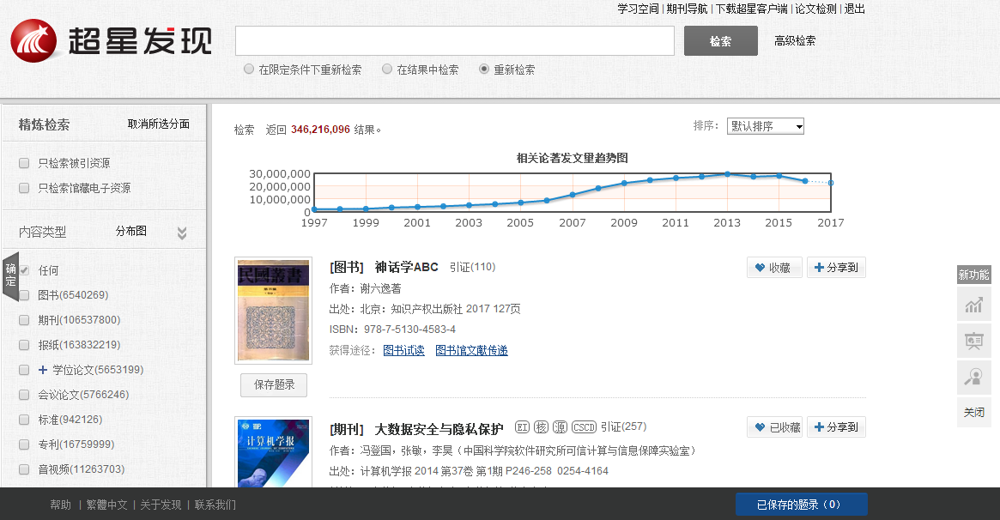 学习空间 | 期刊导航 | 下载超星客户端 | 论文检测 | 退出
超星发现
检索 高级检索
在限定条件下重新检索 在结果中检索 重新检索
精炼检索 取消所选分面
只检索被引资源
只检索馆藏电子资源
内容类型 分布图
确定
任何
图书(6540269)
期刊(106537800)
报纸(163832219)
+ 学位论文(5653199)
会议论文(5766246)
标准(942126)
专利(16759999)
音视频(11263703)
检索 返回 346,216,096 结果。
排序： 默认排序
相关论著发文量趋势图
30,000,000
20,000,000
10,000,000
0
1997 1999 2001 2003 2005 2007 2009 2011 2013 2015 2017
民國叢書
[图书] 神话学ABC 引证(110)
收藏 分享到
作者：谢六逸著
出处：北京：知识产权出版社 2017 127页
ISBN：978-7-5130-4583-4
获得途径： 图书试读 图书馆文献传递
保存题录
计算机学报
[期刊] 大数据安全与隐私保护 EI 核 源 CSCD 引证(257)
已收藏 分享到
作者：冯登国，张敏，李昊（中国科学院软件研究所可信计算与信息保障实验室）
出处：计算机学报 2014 第37卷 第1期 P246-258 0254-4164
新功能
关闭
帮助 | 繁體中文 | 关于发现 | 联系我们
已保存的题录（0）